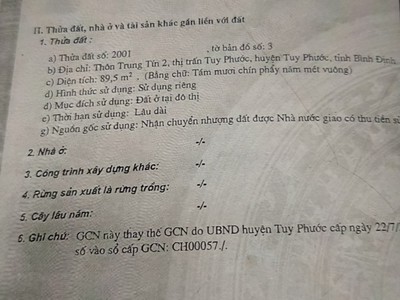 II. Thửa đất, nhà ở và tài sản khác gắn liền với đất
1. Thửa đất:
a) Thửa đất số: 2001 , tờ bản đồ số: 3
b) Địa chỉ: Thôn Trung Tín 2, thị trấn Tuy Phước, huyện Tuy Phước, tỉnh Bình Định
c) Diện tích: 89,5 m², (Bằng chữ: Tám mươi chín phẩy năm mét vuông)
d) Hình thức sử dụng: Sử dụng riêng
đ) Mục đích sử dụng: Đất ở tại đô thị
e) Thời hạn sử dụng: Lâu dài
g) Nguồn gốc sử dụng: Nhận chuyển nhượng đất được Nhà nước giao có thu tiền sử
2. Nhà ở: -/-
3. Công trình xây dựng khác: -/-
4. Rừng sản xuất là rừng trồng: -/-
5. Cây lâu năm: -/-
6. Ghi chú: GCN này thay thế GCN do UBND huyện Tuy Phước cấp ngày 22/7/
số vào sổ cấp GCN: CH00057./.